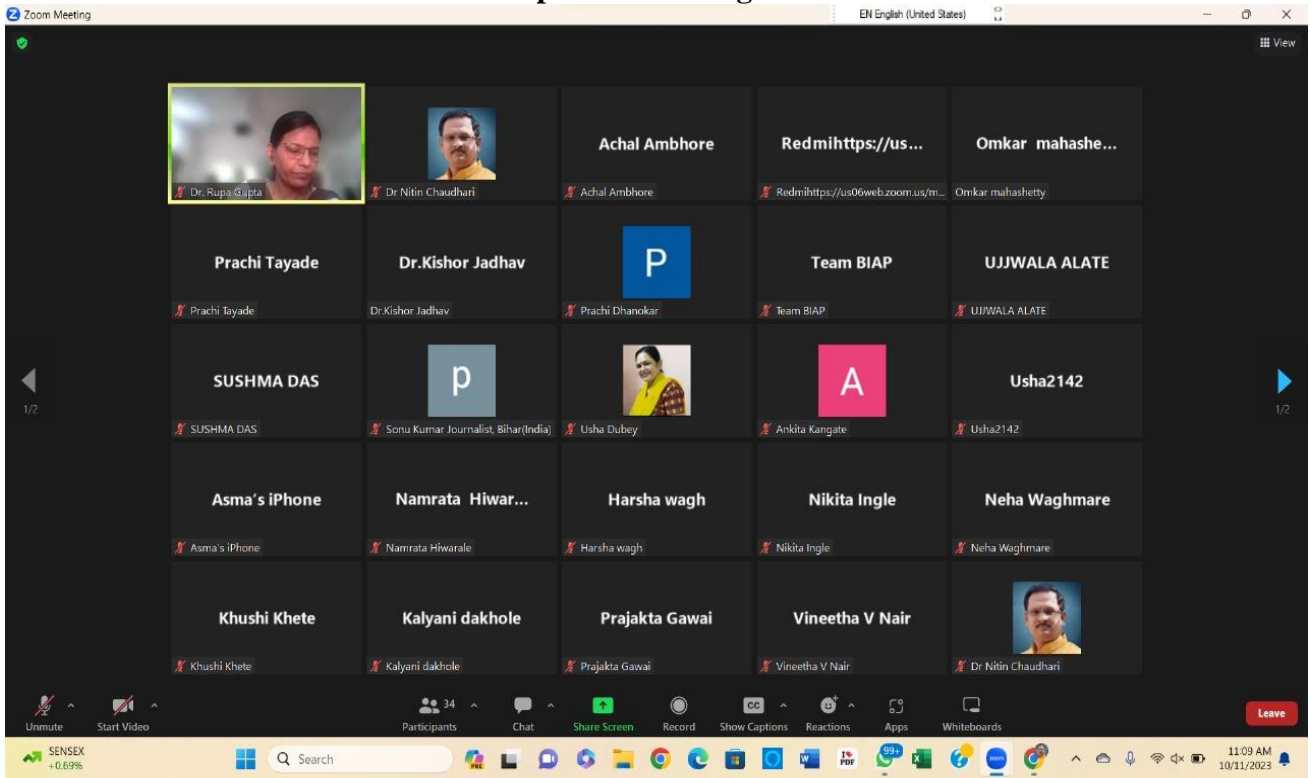 Zoom Meeting
EN English (United States)
View
Dr. Rupa Gupta
Dr Nitin Chaudhari
Achal Ambhore
Achal Ambhore
Redmihttps://us...
Redmihttps://us06web.zoom.us/m...
Omkar mahashe...
Omkar mahashetty
Prachi Tayade
Prachi Tayade
Dr.Kishor Jadhav
Dr.Kishor Jadhav
P
Prachi Dhanokar
Team BIAP
Team BIAP
UJJWALA ALATE
UJJWALA ALATE
1/2
SUSHMA DAS
SUSHMA DAS
p
Sonu Kumar Journalist, Bihar(India)
Usha Dubey
A
Ankita Kangate
Usha2142
Usha2142
1/2
Asma's iPhone
Asma's iPhone
Namrata Hiwar...
Namrata Hiwarale
Harsha wagh
Harsha wagh
Nikita Ingle
Nikita Ingle
Neha Waghmare
Neha Waghmare
Khushi Khete
Khushi Khete
Kalyani dakhole
Kalyani dakhole
Prajakta Gawai
Prajakta Gawai
Vineetha V Nair
Vineetha V Nair
Dr Nitin Chaudhari
Unmute
Start Video
34
Participants
Chat
Share Screen
Record
CC
Show Captions
Reactions
Apps
Whiteboards
Leave
SENSEX
+0.69%
Search
PRE
PDF
99+
zoom
11:09 AM
10/11/2023